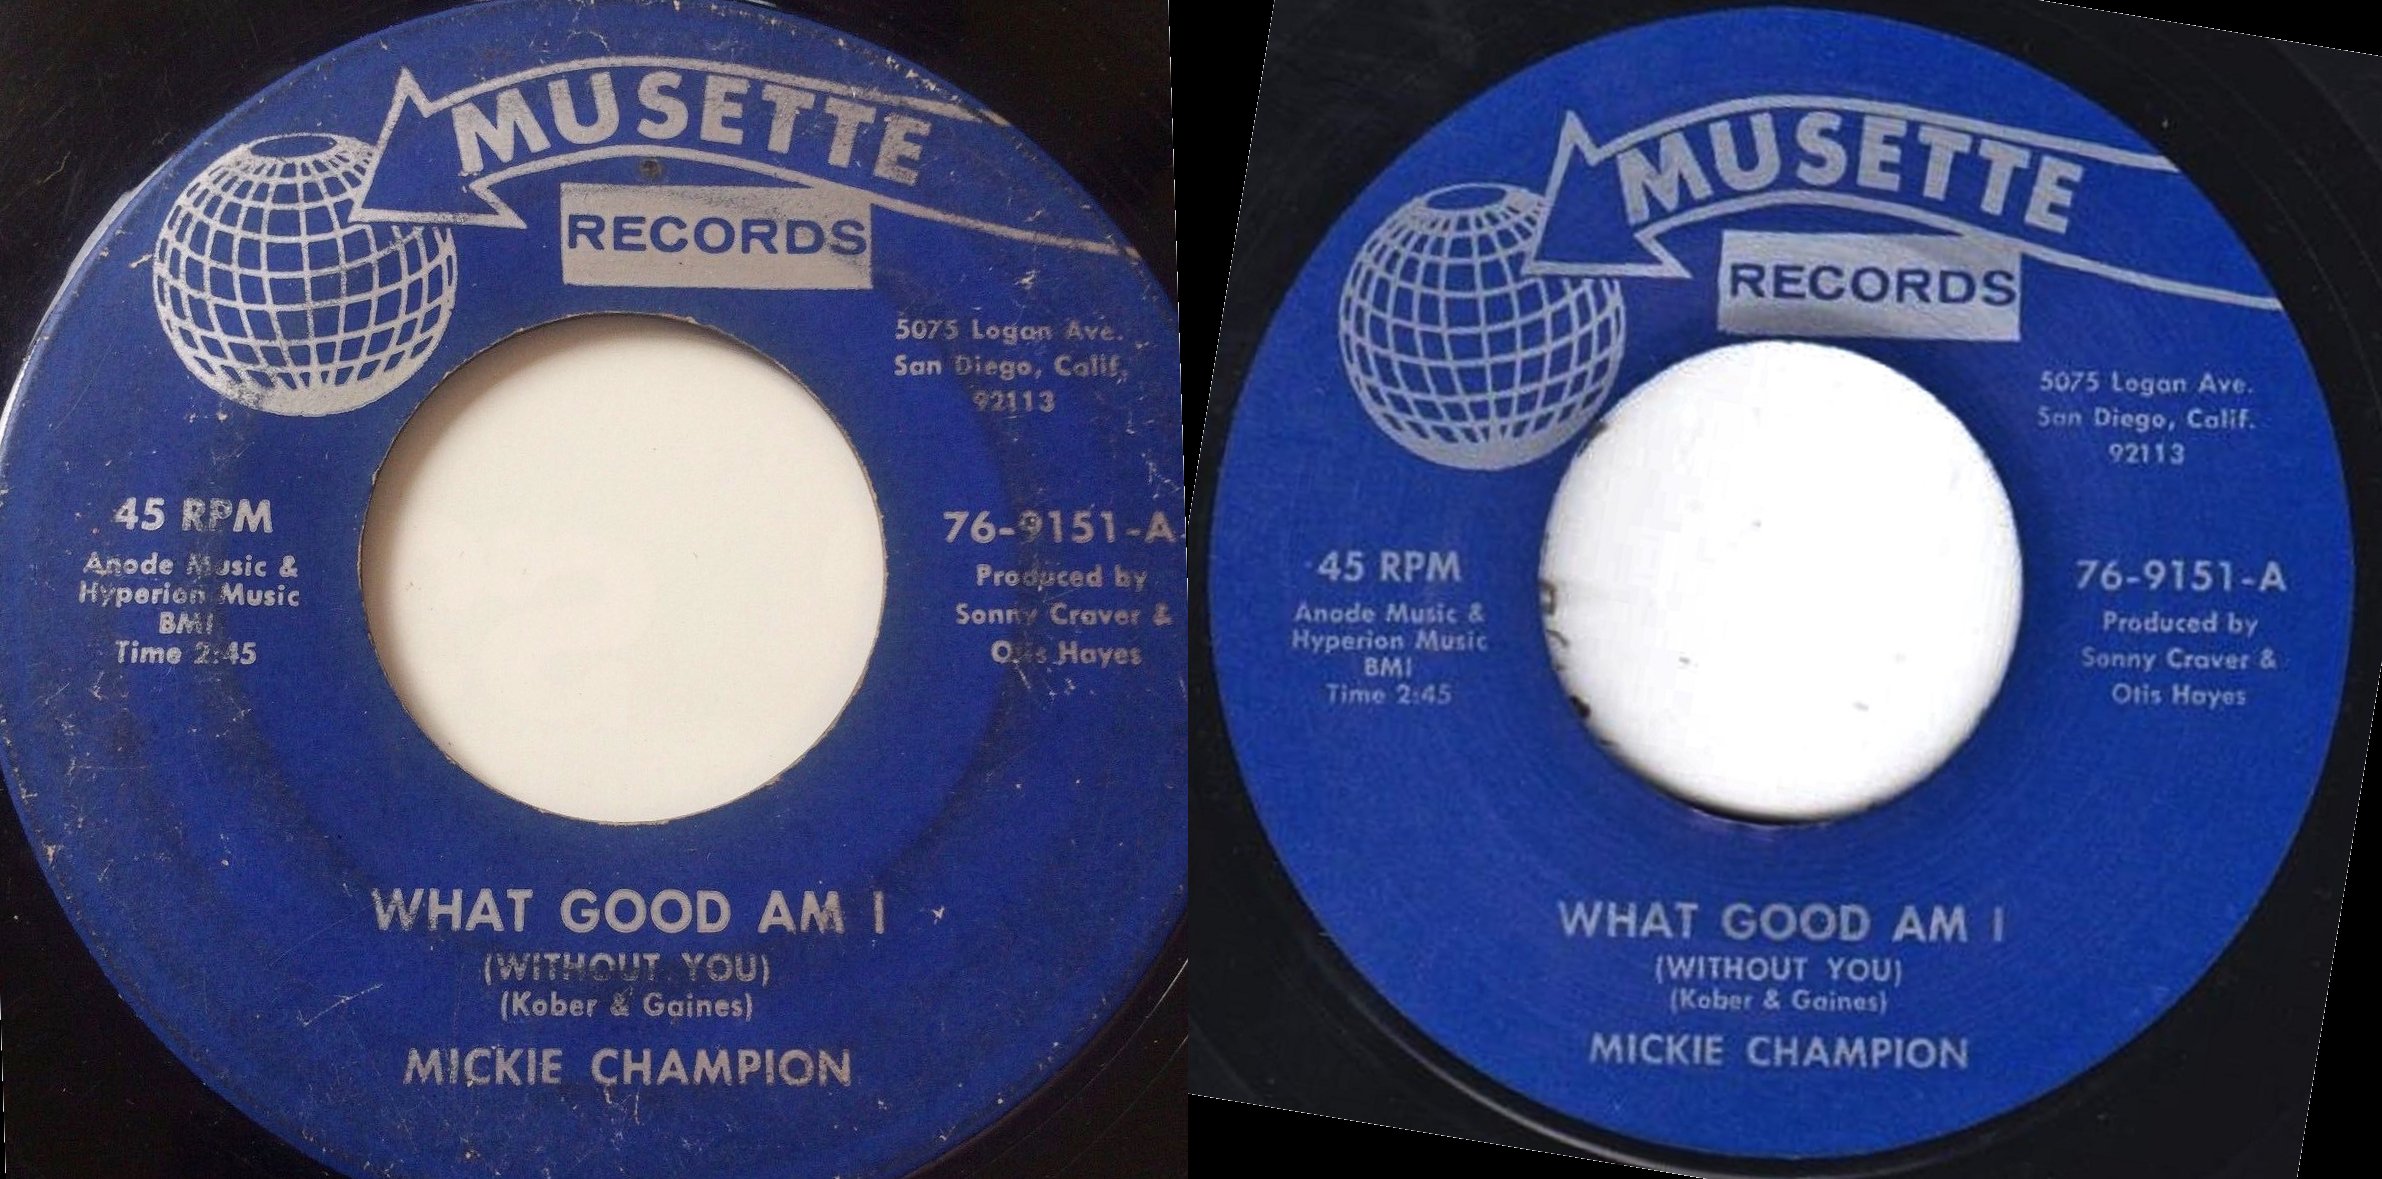 MUSETTE
RECORDS
5075 Logan Ave.
San Diego, Calif.
92113
45 RPM
Anode Music &
Hyperion Music
BMI
Time 2:45
76-9151-A
Produced by
Sonny Craver &
Otis Hayes
WHAT GOOD AM I
(WITHOUT YOU)
(Kober & Gaines)
MICKIE CHAMPION
MUSETTE
RECORDS
5075 Logan Ave.
San Diego, Calif.
92113
45 RPM
Anode Music &
Hyperion Music
BMI
Time 2:45
76-9151-A
Produced by
Sonny Craver &
Otis Hayes
WHAT GOOD AM I
(WITHOUT YOU)
(Kober & Gaines)
MICKIE CHAMPION